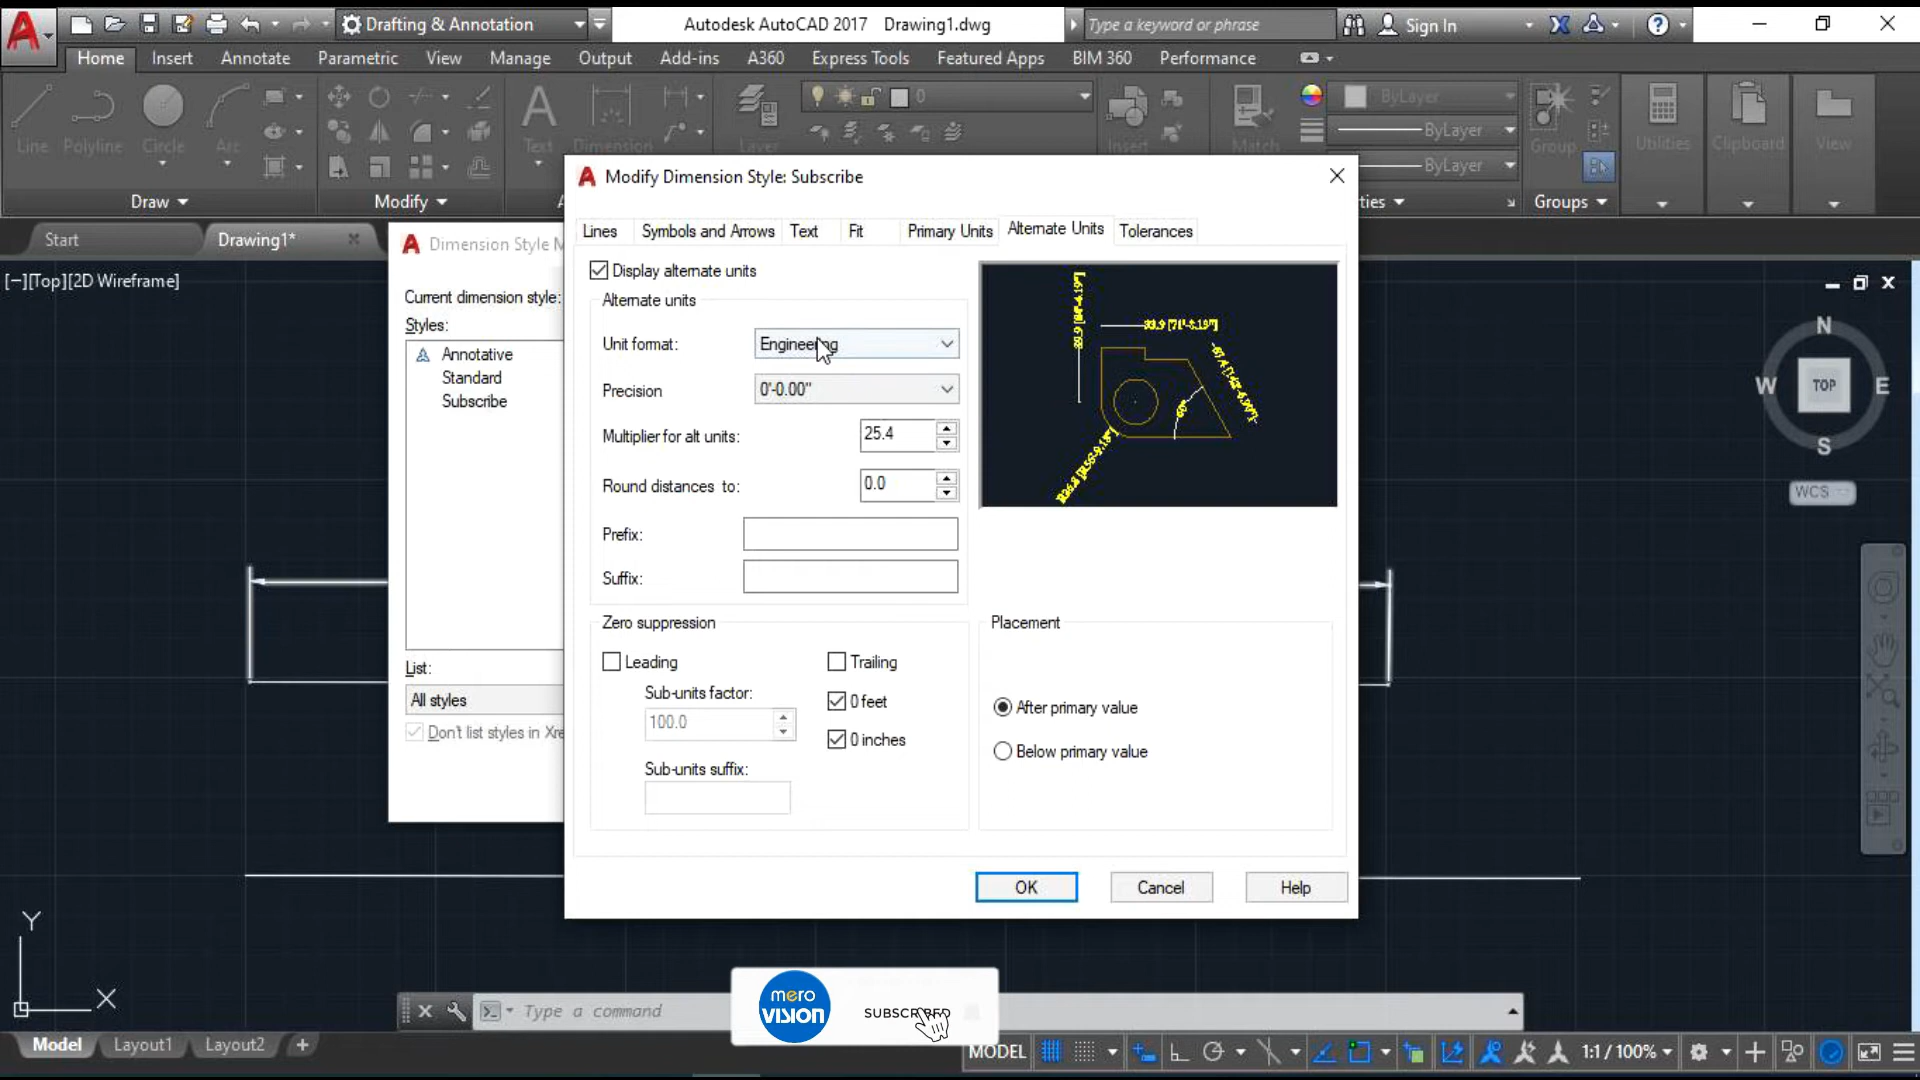 Drafting & Annotation
Autodesk AutoCAD 2017 Drawing1.dwg
Type a keyword or phrase
Sign In
Home Insert Annotate Parametric View Manage Output Add-ins A360 Express Tools Featured Apps BIM 360 Performance
0
ByLayer
ByLayer
ByLayer
Line Polyline Circle Arc
Text Dimension Layer Insert Match
Group Utilities Clipboard View
Draw Modify
ties Groups
Start Drawing1*
[−][Top][2D Wireframe]
Dimension Style M
Current dimension style:
Styles:
Annotative
Standard
Subscribe
List:
All styles
Don't list styles in Xre
Modify Dimension Style: Subscribe
Lines Symbols and Arrows Text Fit Primary Units Alternate Units Tolerances
Display alternate units
Alternate units
Unit format: Engineering
Precision 0'-0.00"
Multiplier for alt units: 25.4
Round distances to: 0.0
Prefix:
Suffix:
Zero suppression
Leading
Trailing
Sub-units factor:
100.0
0 feet
0 inches
Sub-units suffix:
Placement
After primary value
Below primary value
OK Cancel Help
N
W TOP E
S
WCS
Y
X
Type a command
mero
VISION
SUBSCRIBED
Model Layout1 Layout2 +
MODEL
1:1 / 100%